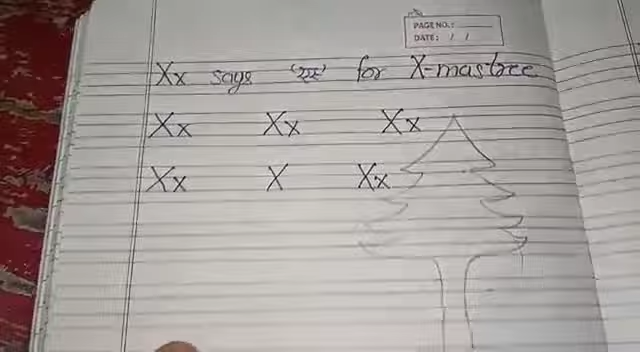 PAGE NO.:
DATE: / /
Xx says for X-mastree
Xx Xx Xx
Xx X Xx